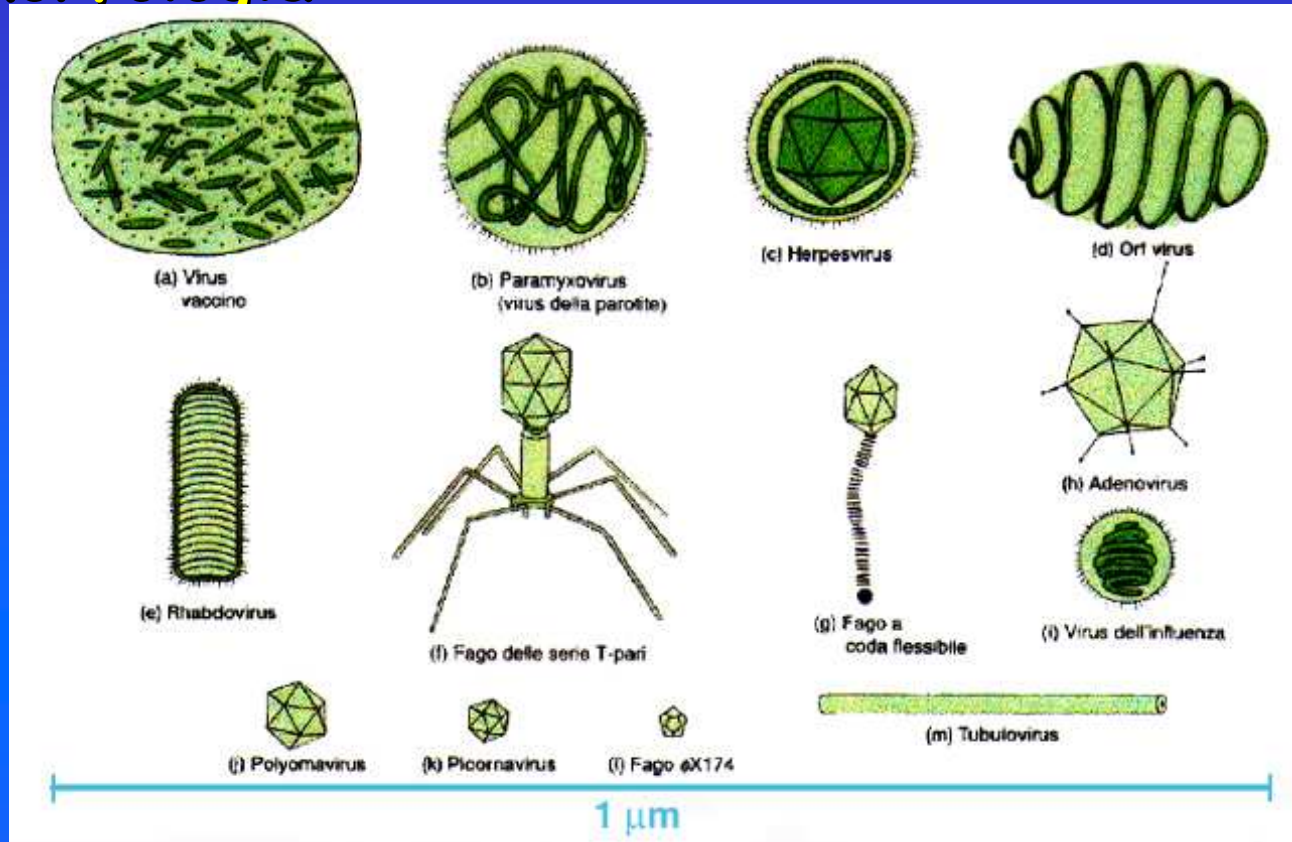 (a) Virus
vaccino
(b) Paramyxovirus
(virus della parotite)
(c) Herpesvirus
(d) Orf virus
(e) Rhabdovirus
(f) Fago delle serie T-pari
(g) Fago a
coda flessibile
(h) Adenovirus
(i) Virus dell'influenza
(j) Polyomavirus
(k) Picornavirus
(l) Fago ϕX174
(m) Tubulovirus
1 μm